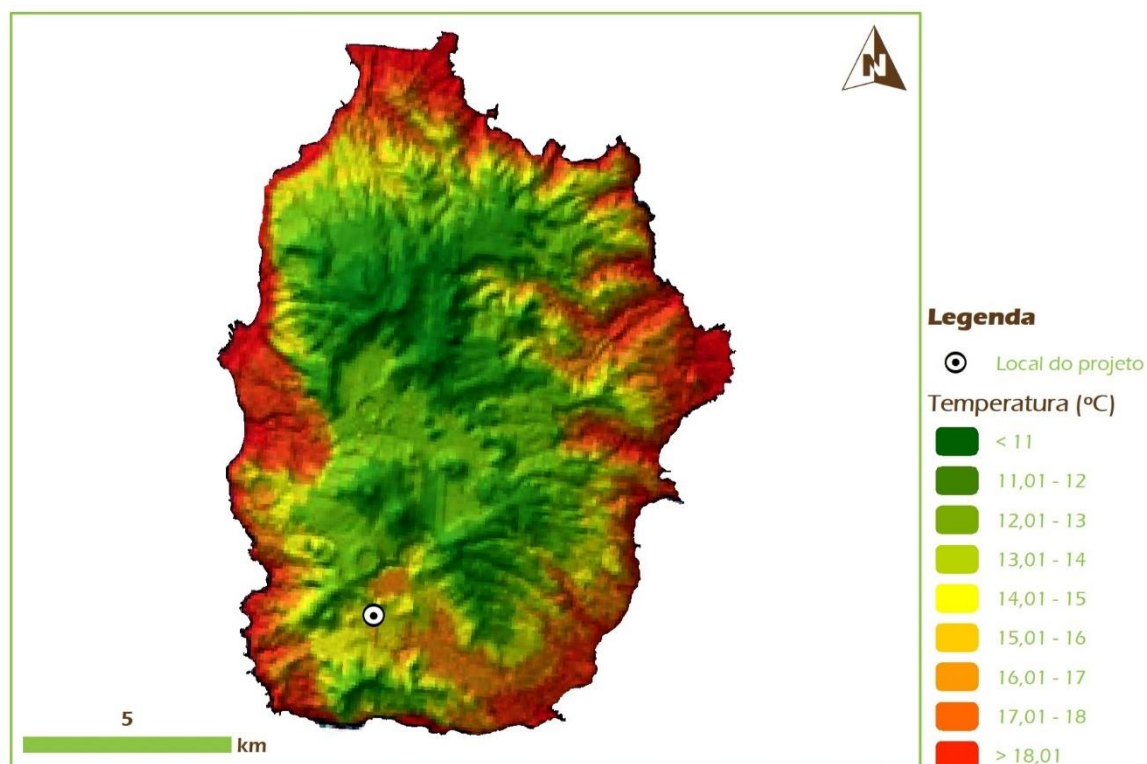 N
5
km
Legenda
Local do projeto
Temperatura (ºC)
< 11
11,01 - 12
12,01 - 13
13,01 - 14
14,01 - 15
15,01 - 16
16,01 - 17
17,01 - 18
> 18,01